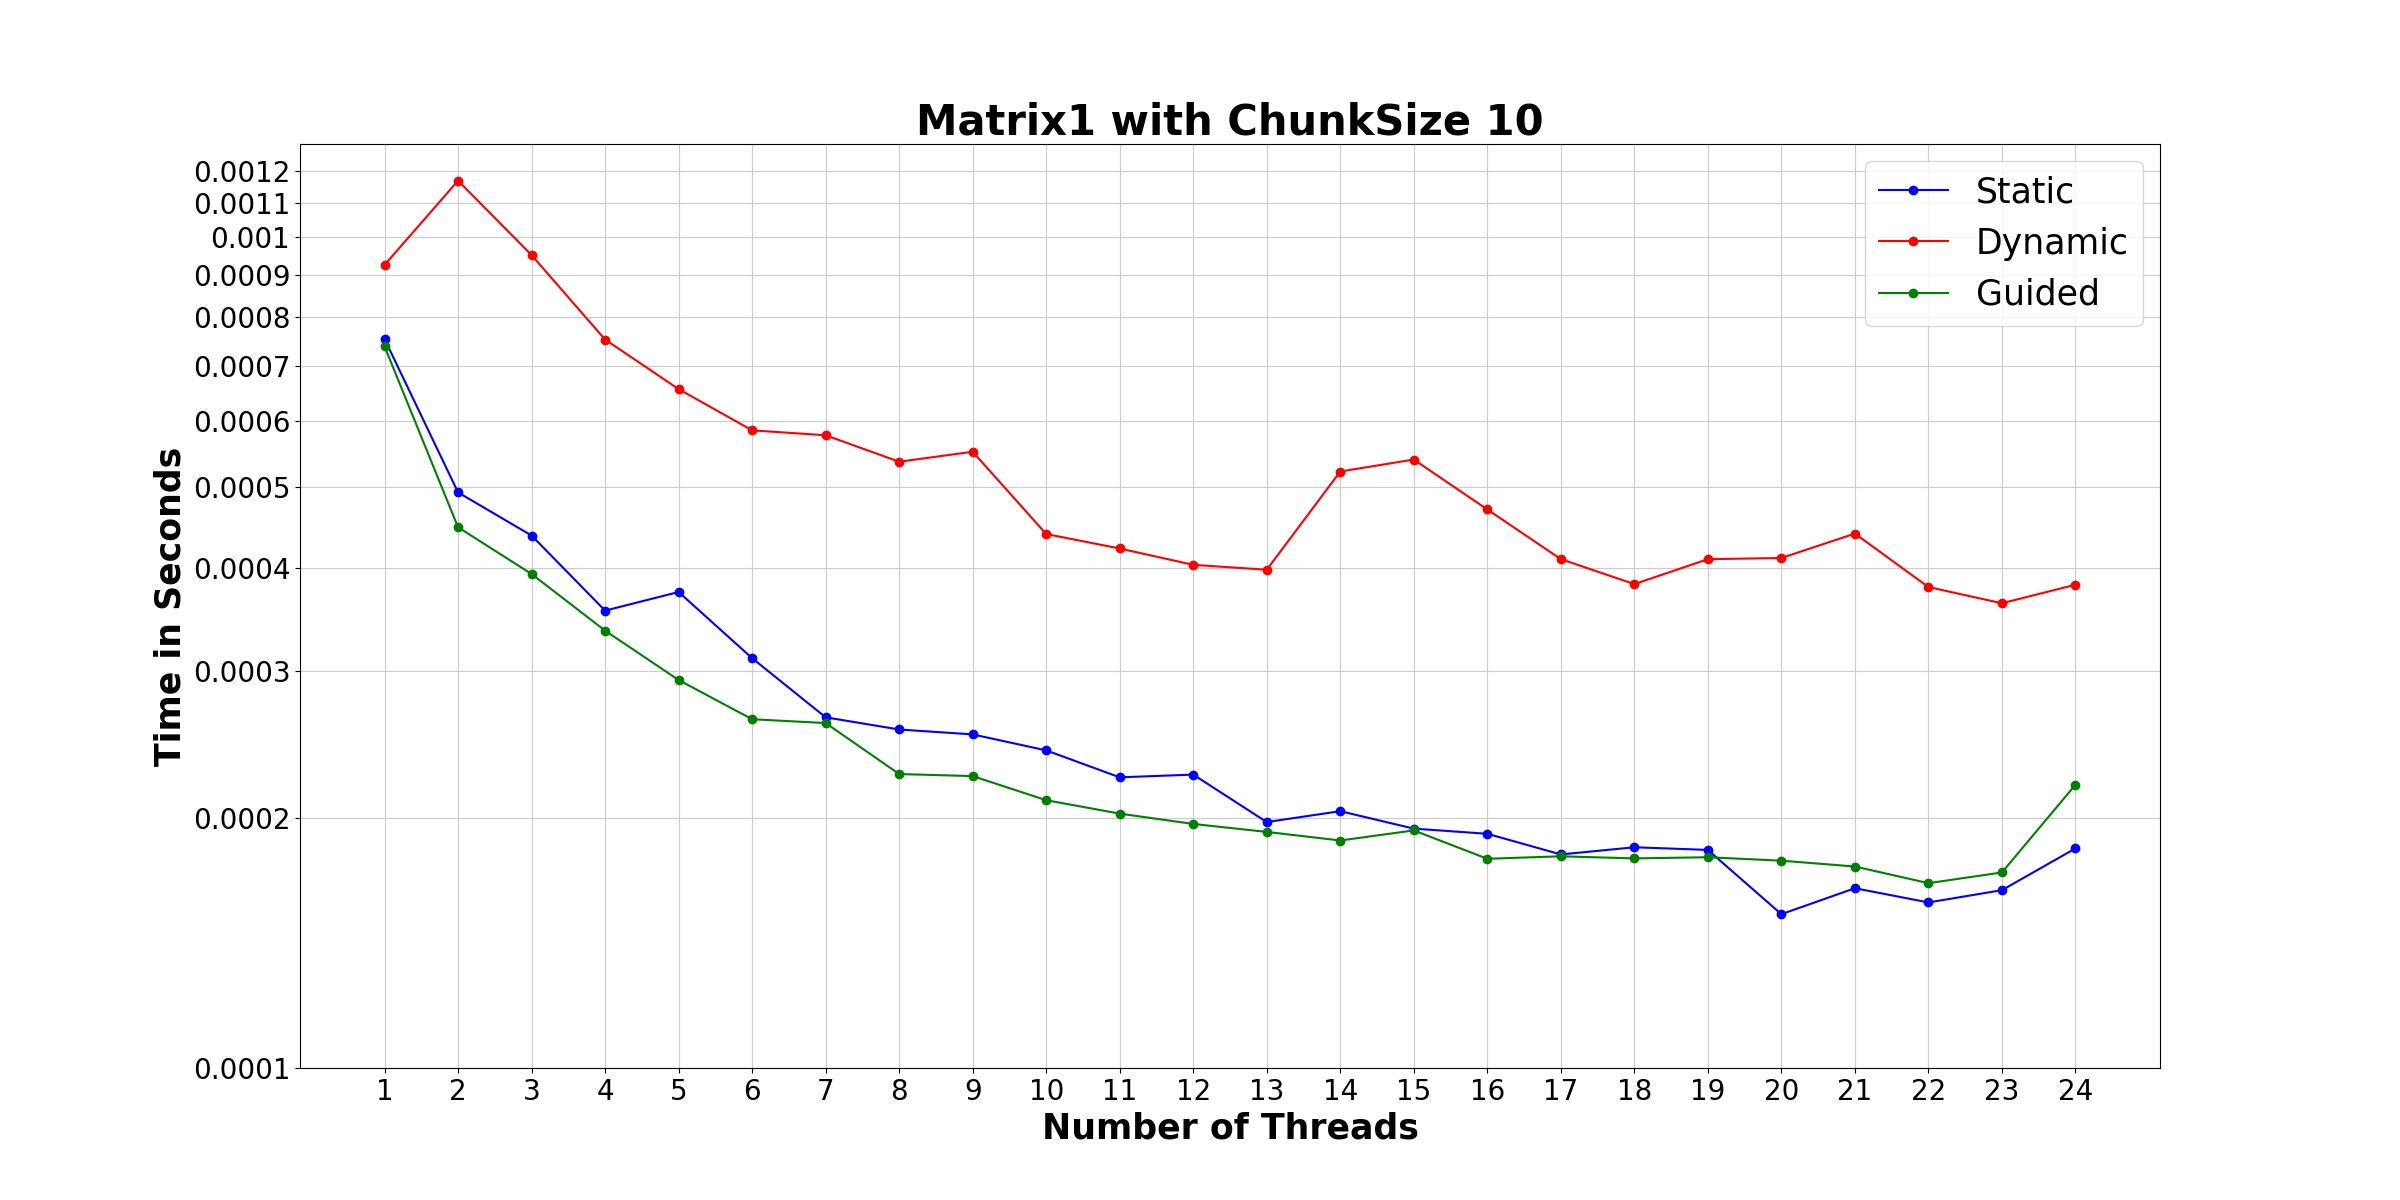 Matrix1 with ChunkSize 10
0.0012
0.0011
0.001
0.0009
0.0008
0.0007
0.0006
0.0005
0.0004
0.0003
0.0002
0.0001
Time in Seconds
Static
Dynamic
Guided
1 2 3 4 5 6 7 8 9 10 11 12 13 14 15 16 17 18 19 20 21 22 23 24
Number of Threads